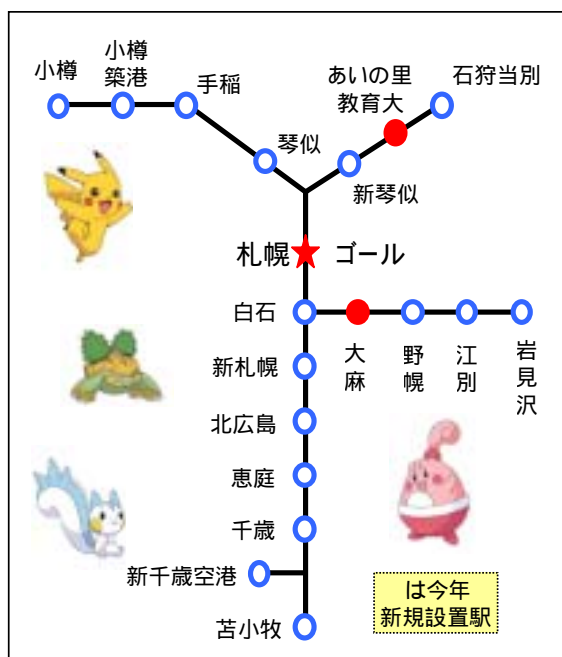 小樽
小樽
築港
手稲
琴似
あいの里
教育大
石狩当別
新琴似
札幌
ゴール
白石
大麻
野幌
江別
岩見沢
新札幌
北広島
恵庭
千歳
新千歳空港
苫小牧
は今年
新規設置駅